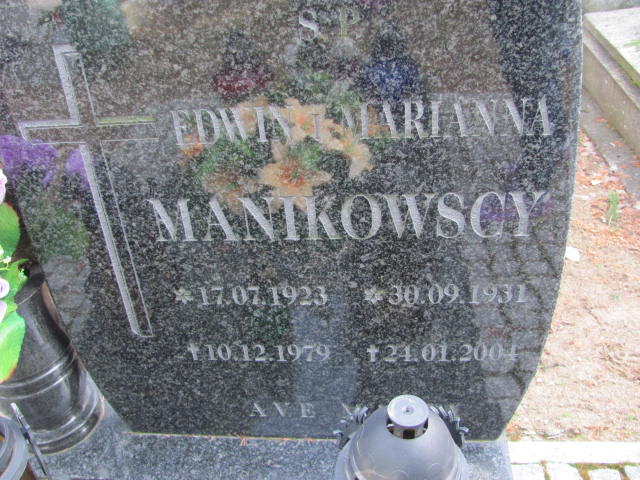 S P
EDWIN i MARIANNA
MANIKOWSCY
* 17.07.1923 * 30.09.1931
† 10.12.1979 † 24.01.2004
AVE